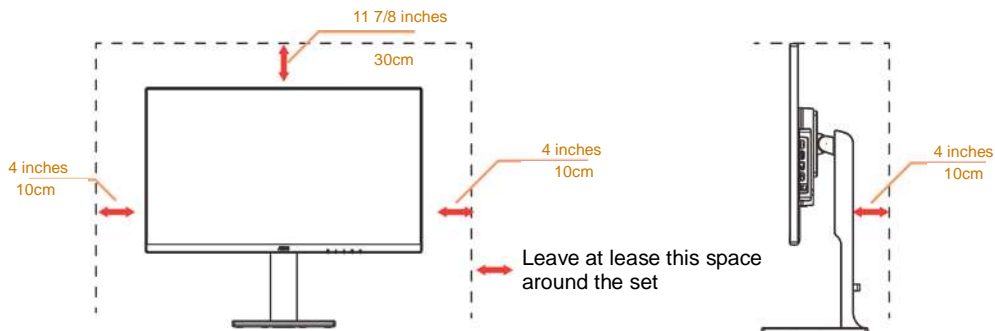 11 7/8 inches
30cm
4 inches
10cm
4 inches
10cm
4 inches
10cm
Leave at lease this space
around the set